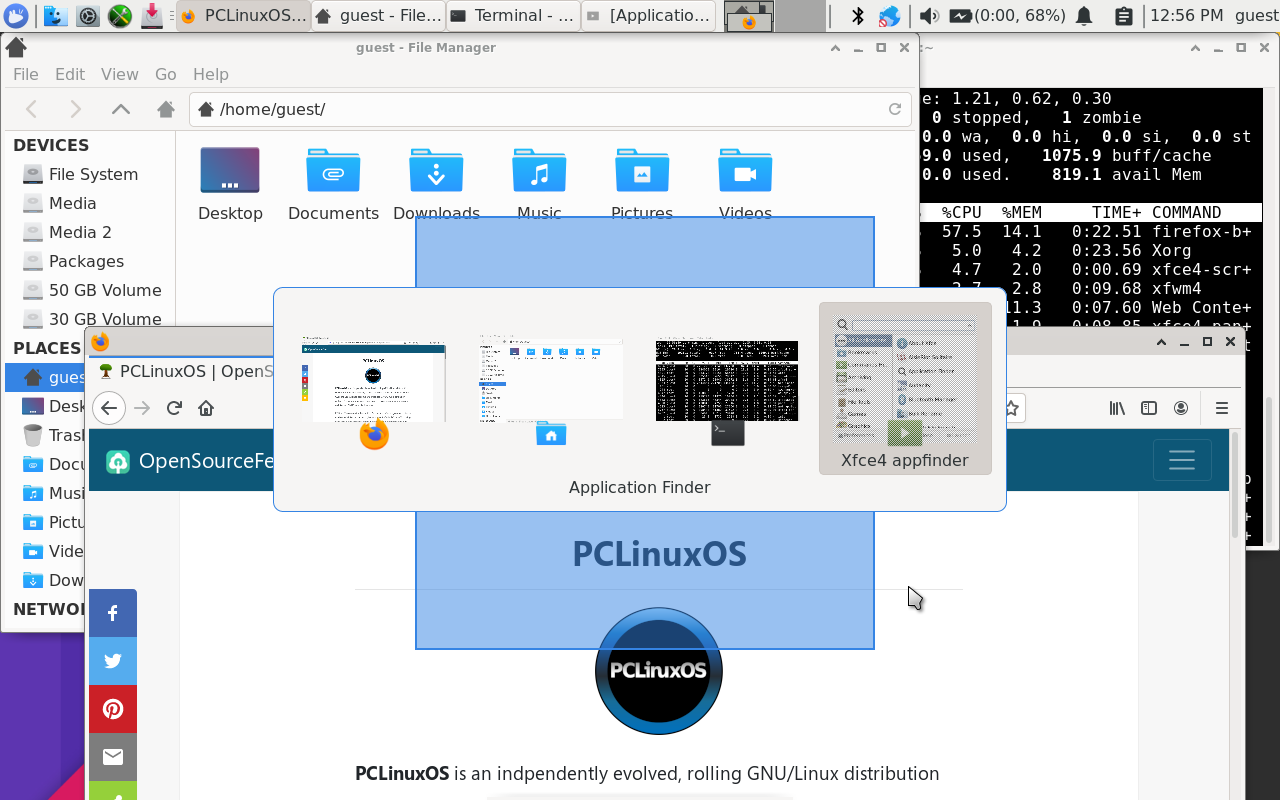 PCLinuxOS... guest - File... Terminal - ... [Applicatio... (0:00, 68%) 12:56 PM guest
guest - File Manager
File Edit View Go Help
/home/guest/
DEVICES
File System
Media
Media 2
Packages
50 GB Volume
30 GB Volume
PLACES
gues
Desk
Tras
Docu
Musi
Pictu
Vide
Dow
NETWO
Desktop Documents Downloads Music Pictures Videos
:~
e: 1.21, 0.62, 0.30
0 stopped, 1 zombie
0.0 wa, 0.0 hi, 0.0 si, 0.0 st
9.0 used, 1075.9 buff/cache
0.0 used. 819.1 avail Mem
%CPU %MEM TIME+ COMMAND
57.5 14.1 0:22.51 firefox-b+
5.0 4.2 0:23.56 Xorg
4.7 2.0 0:00.69 xfce4-scr+
2.7 2.8 0:09.68 xfwm4
11.3 0:07.60 Web Conte+
11.9 0:08.85 xfce4-pan+
PCLinuxOS | OpenS
OpenSourceFe
Xfce4 appfinder
Application Finder
PCLinuxOS
PCLinuxOS
PCLinuxOS is an indpendently evolved, rolling GNU/Linux distribution